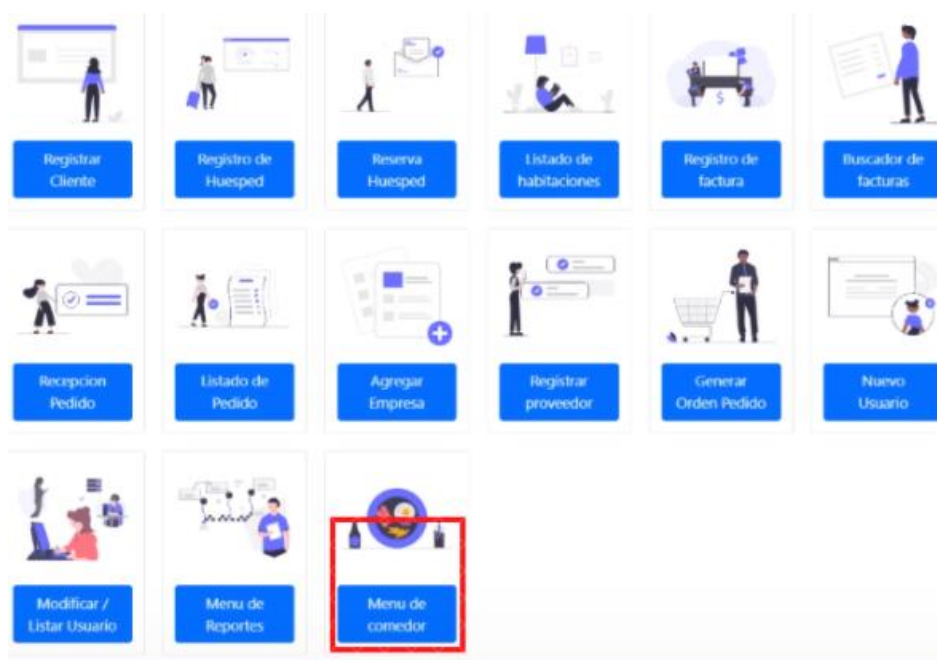 Registrar
Cliente
Registro de
Huesped
Reserva
Huesped
Listado de
habitaciones
Registro de
factura
Buscador de
facturas
Recepcion
Pedido
Listado de
Pedido
Agregar
Empresa
Registrar
proveedor
Generar
Orden Pedido
Nuevo
Usuario
Modificar /
Listar Usuario
Menu de
Reportes
Menu de
comedor